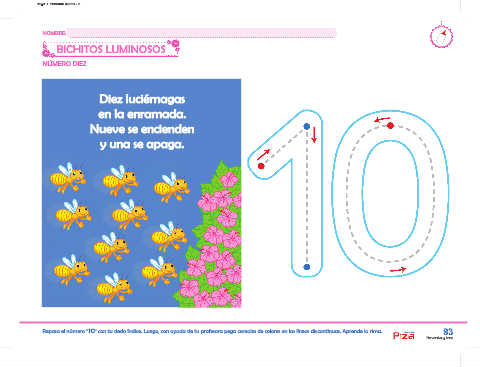 NOMBRE:
BICHITOS LUMINOSOS
NÚMERO DIEZ
Diez luciérnagas
en la enramada.
Nueve se encienden
y una se apaga.
10
Repasa el número "10" con tu dedo índice. Luego, con ayuda de tu profesora pega cereales de colores en las líneas discontinuas. Aprende la rima.
83